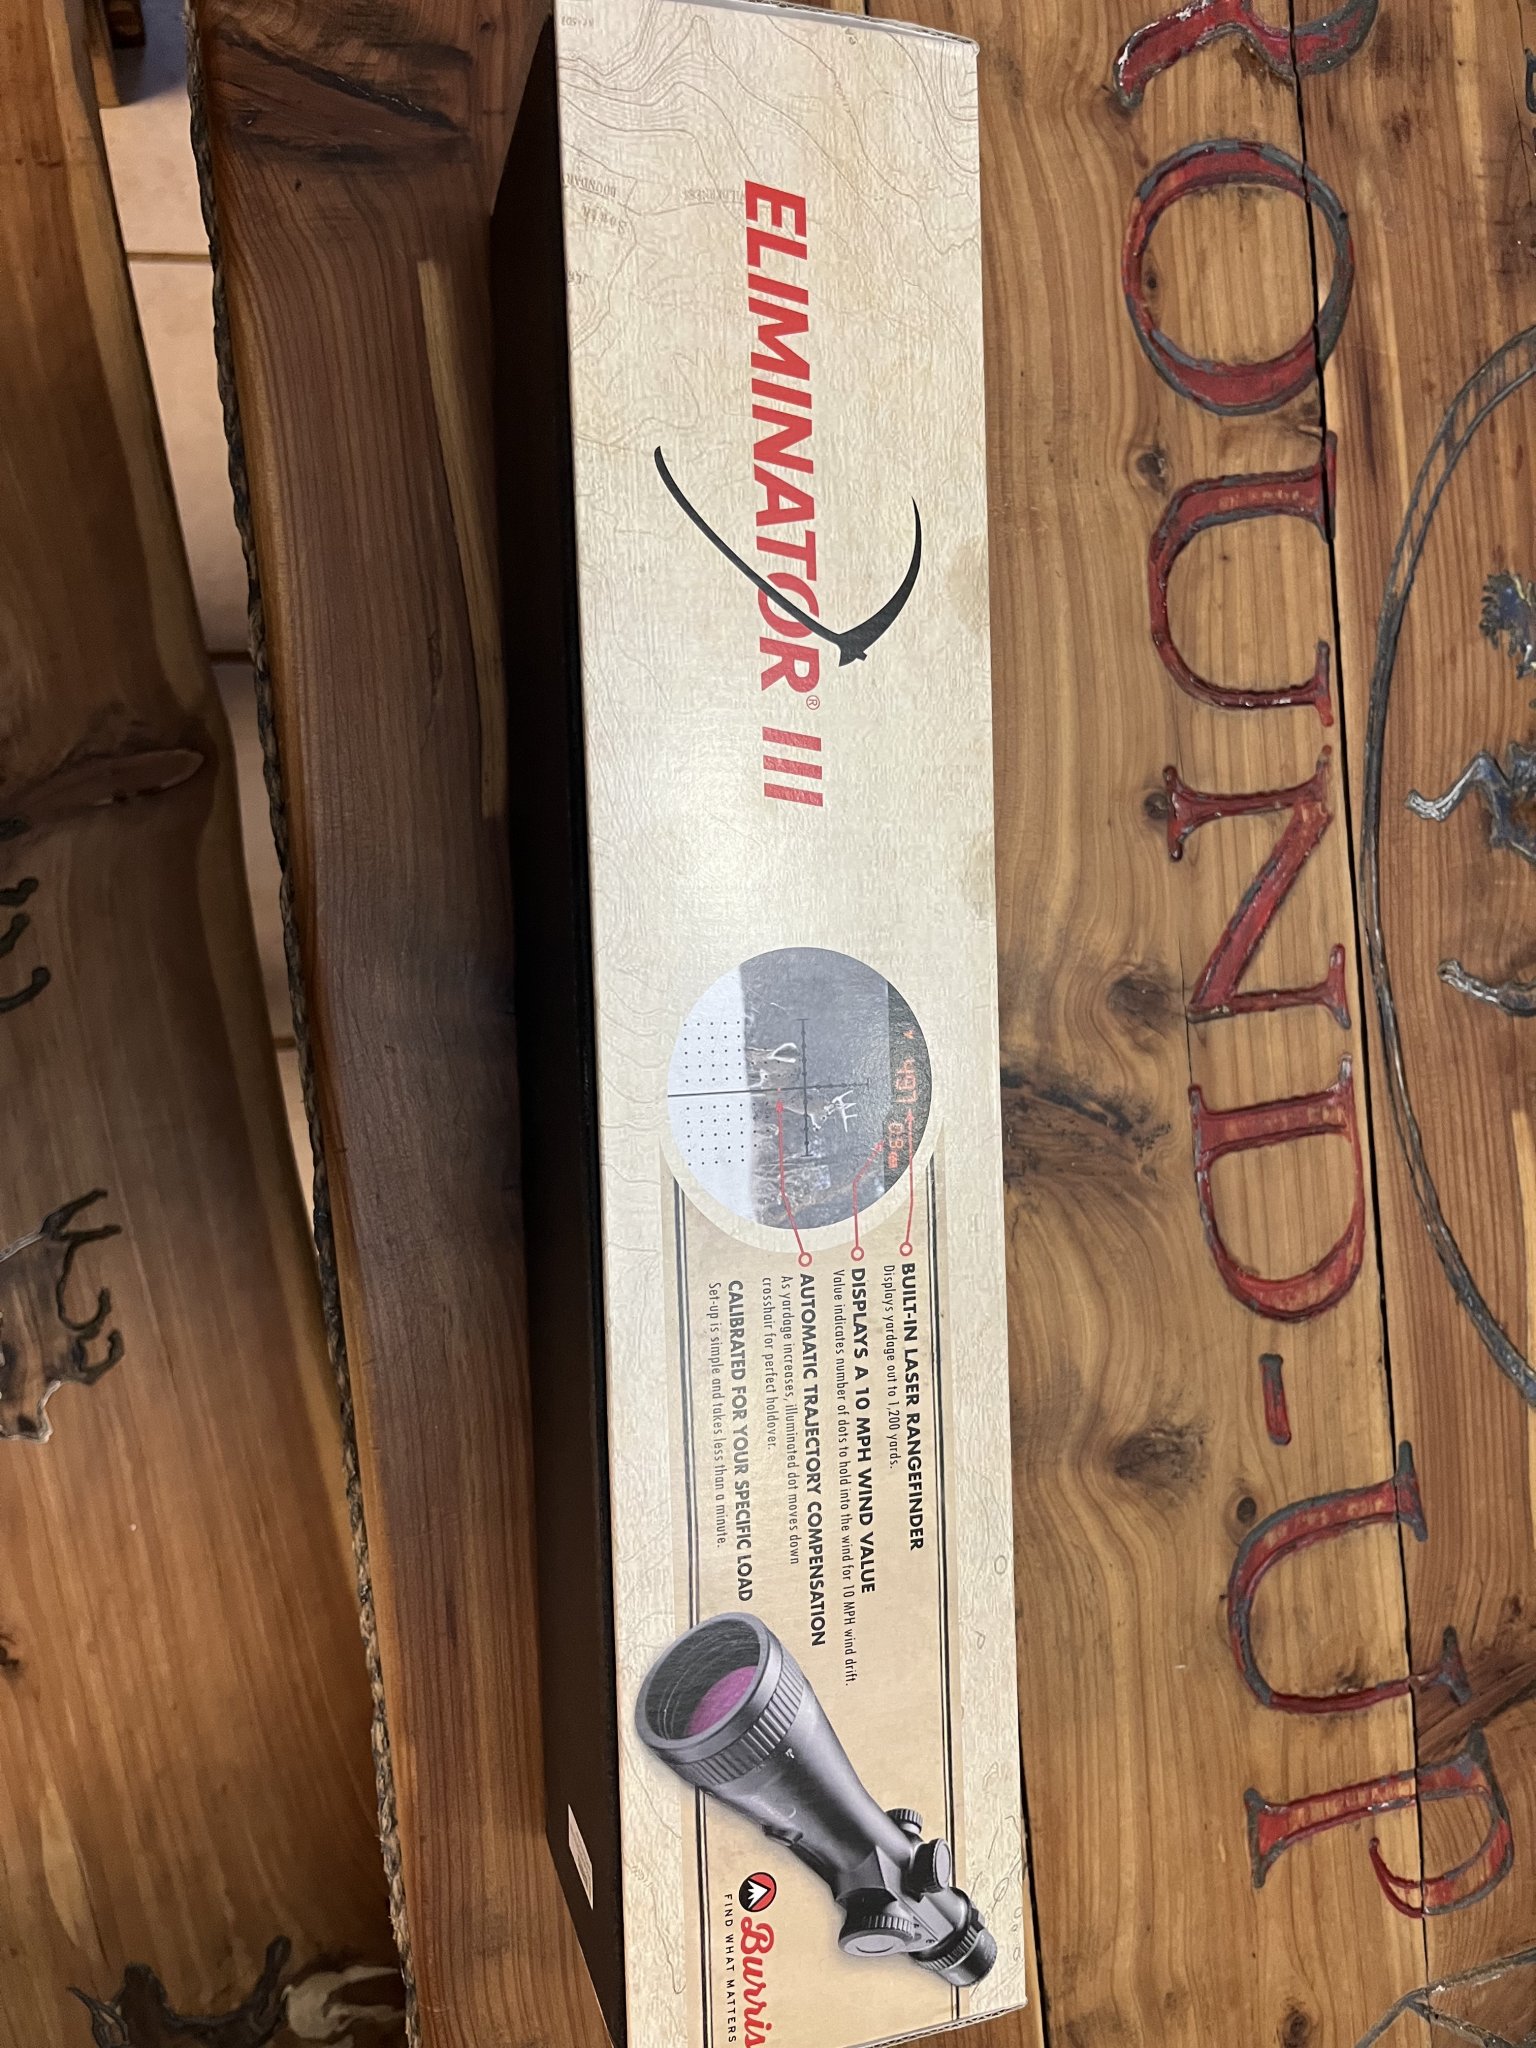 ELIMINATOR® III
497 08
BUILT-IN LASER RANGEFINDER
Displays yardage out to 1,200 yards.
DISPLAYS A 10 MPH WIND VALUE
Value indicates number of dots to hold into the wind for 10 MPH wind drift.
AUTOMATIC TRAJECTORY COMPENSATION
As yardage increases, illuminated dot moves down
crosshair for perfect holdover.
CALIBRATED FOR YOUR SPECIFIC LOAD
Set-up is simple and takes less than a minute.
Burris
FIND WHAT MATTERS
ROUND-UP